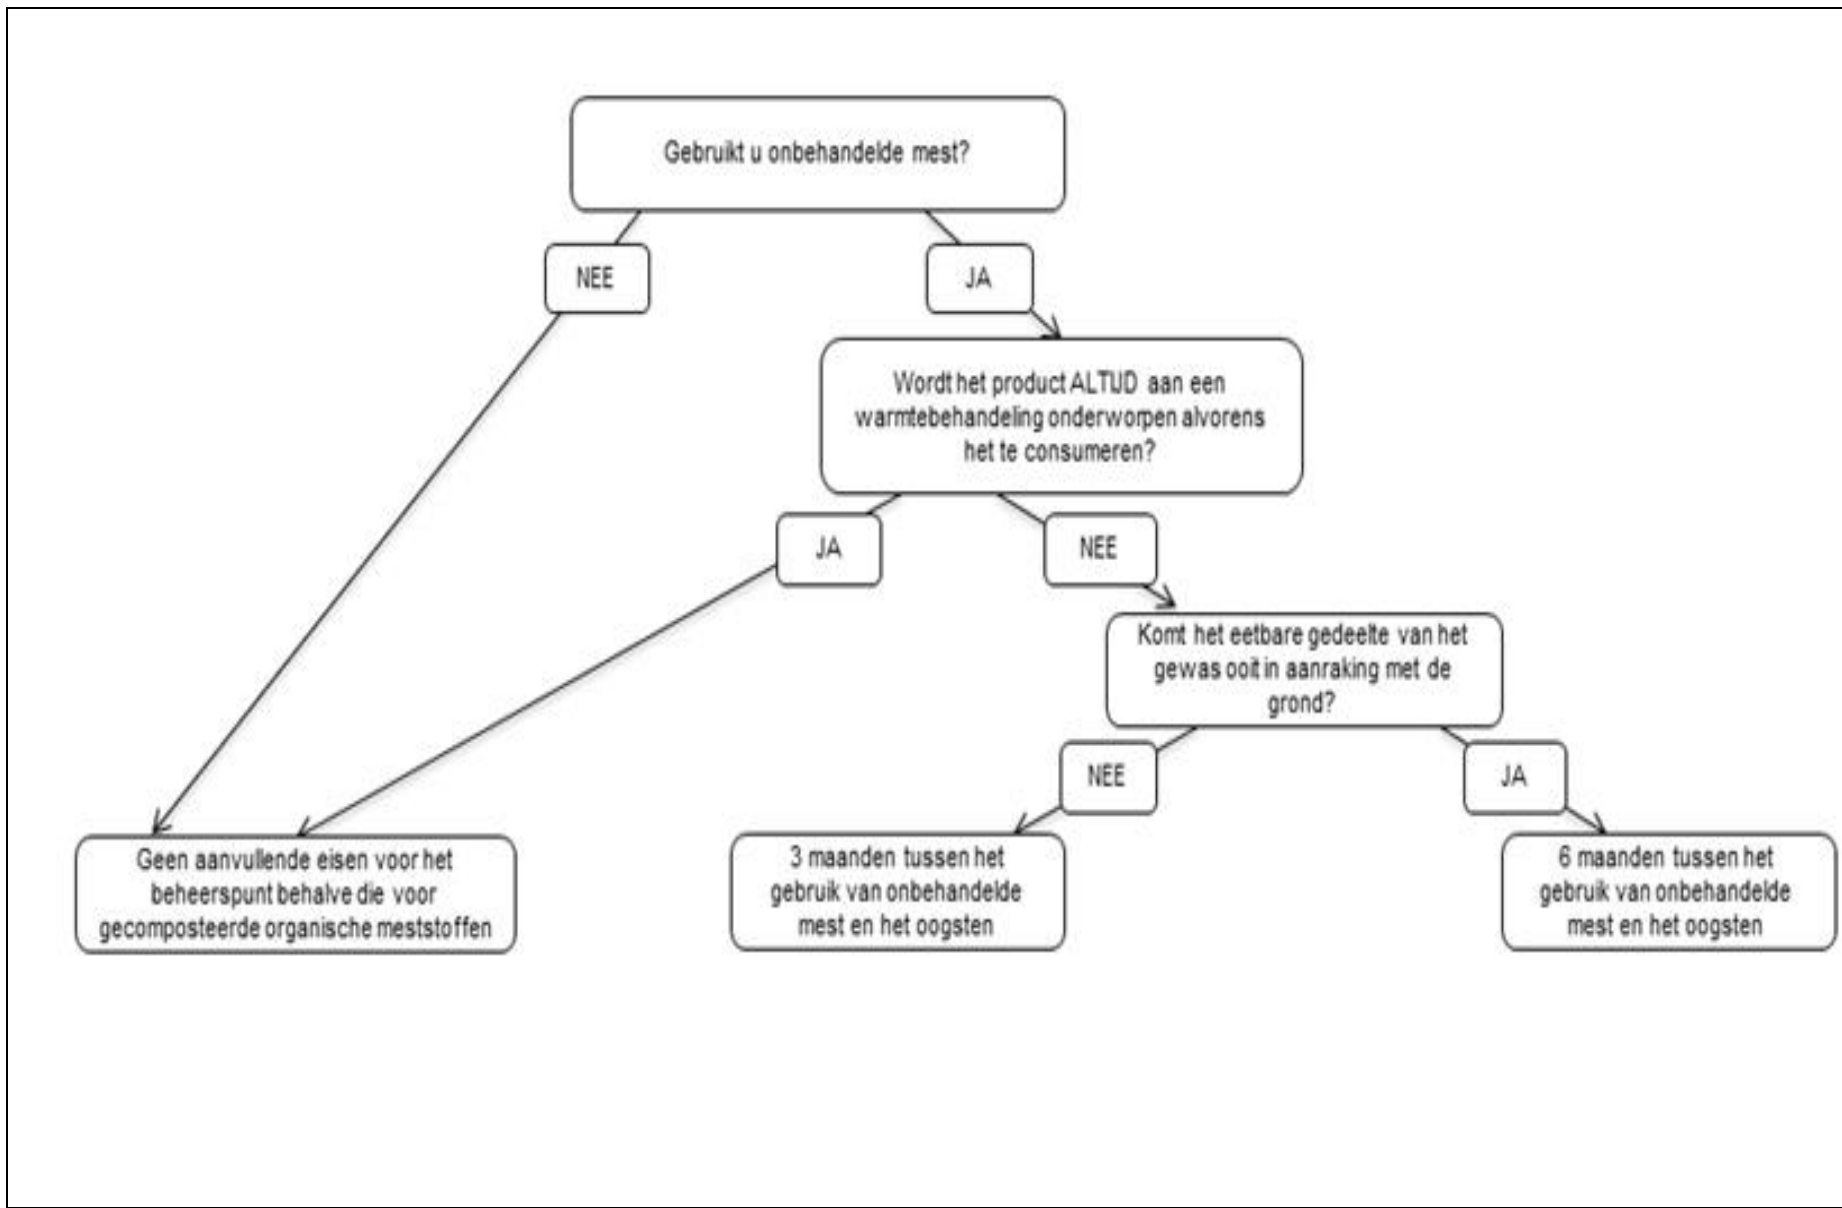 Gebruikt u onbehandelde mest?
NEE
JA
Wordt het product ALTIJD aan een
warmtebehandeling onderworpen alvorens
het te consumeren?
JA
NEE
Komt het eetbare gedeelte van het
gewas ooit in aanraking met de
grond?
NEE
JA
Geen aanvullende eisen voor het
beheerspunt behalve die voor
gecomposteerde organische meststoffen
3 maanden tussen het
gebruik van onbehandelde
mest en het oogsten
6 maanden tussen het
gebruik van onbehandelde
mest en het oogsten